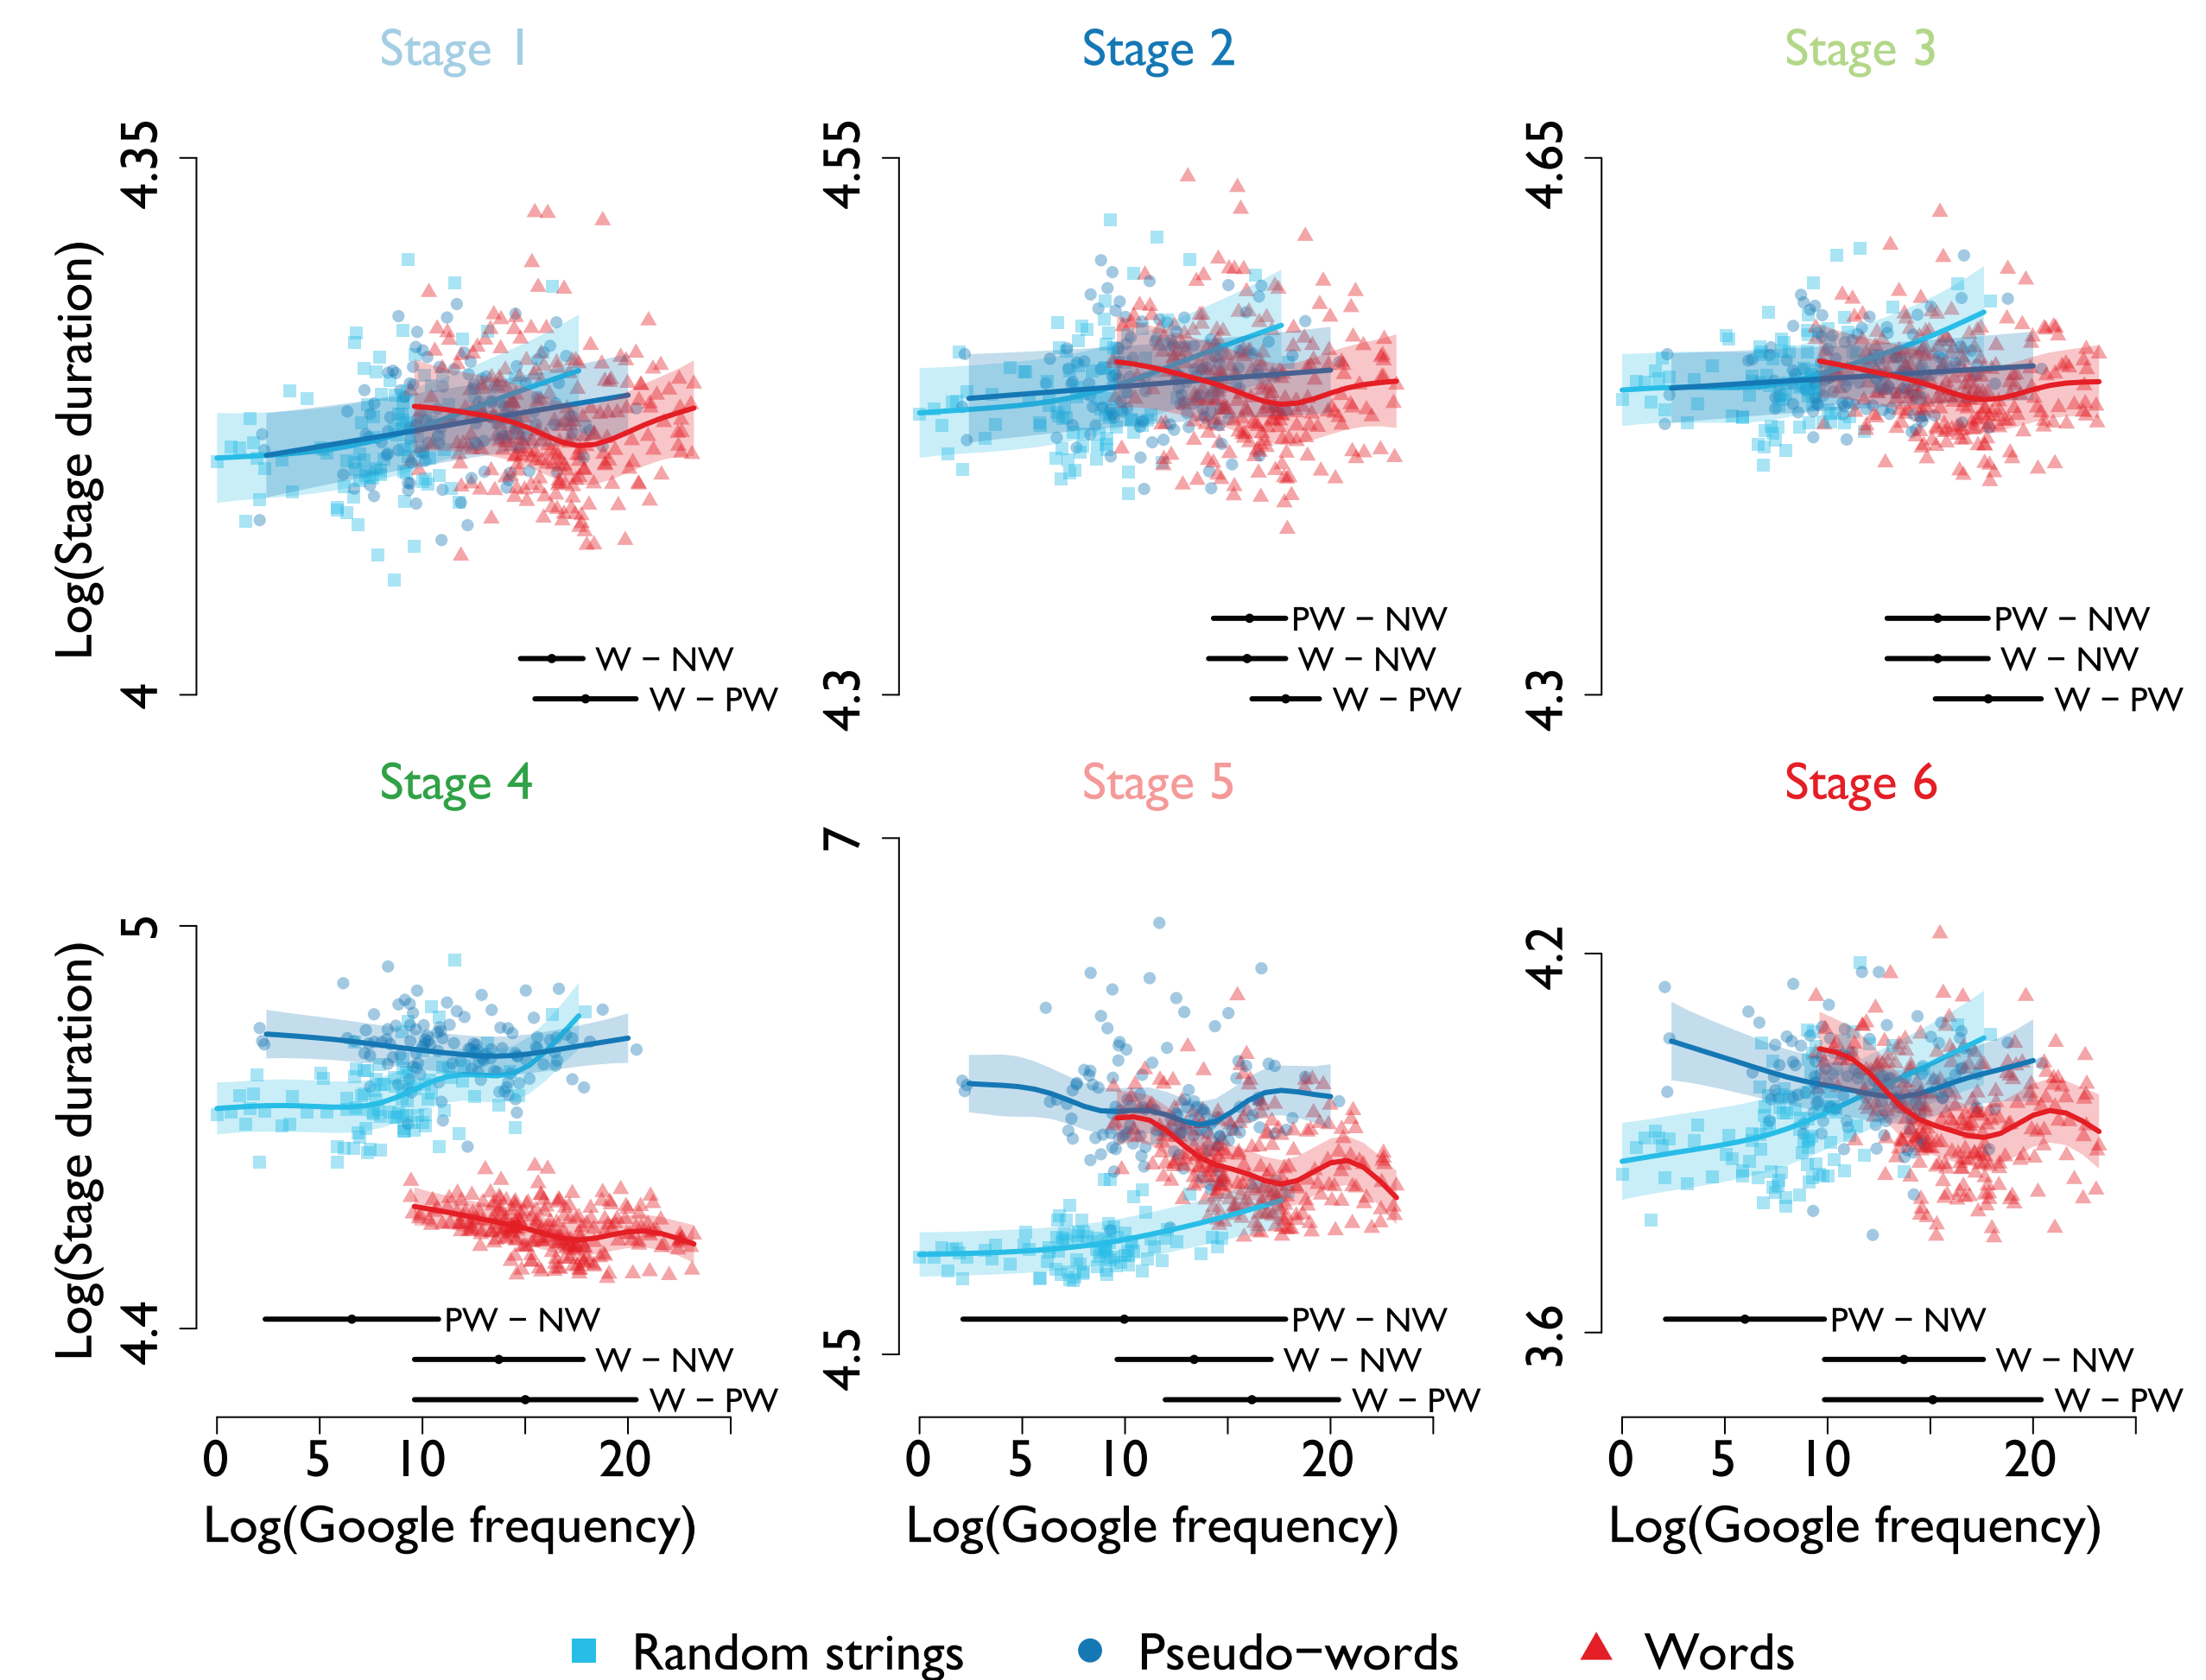 Stage 1
Stage 2
Stage 3
Log(Stage duration)
4.35
4
W – NW
W – PW
4.55
4.3
PW – NW
W – NW
W – PW
4.65
4.3
PW – NW
W – NW
W – PW
Stage 4
Stage 5
Stage 6
Log(Stage duration)
5
4.4
PW – NW
W – NW
W – PW
7
4.5
PW – NW
W – NW
W – PW
4.2
3.6
PW – NW
W – NW
W – PW
0 5 10 20
0 5 10 20
0 5 10 20
Log(Google frequency)
Log(Google frequency)
Log(Google frequency)
Random strings
Pseudo–words
Words